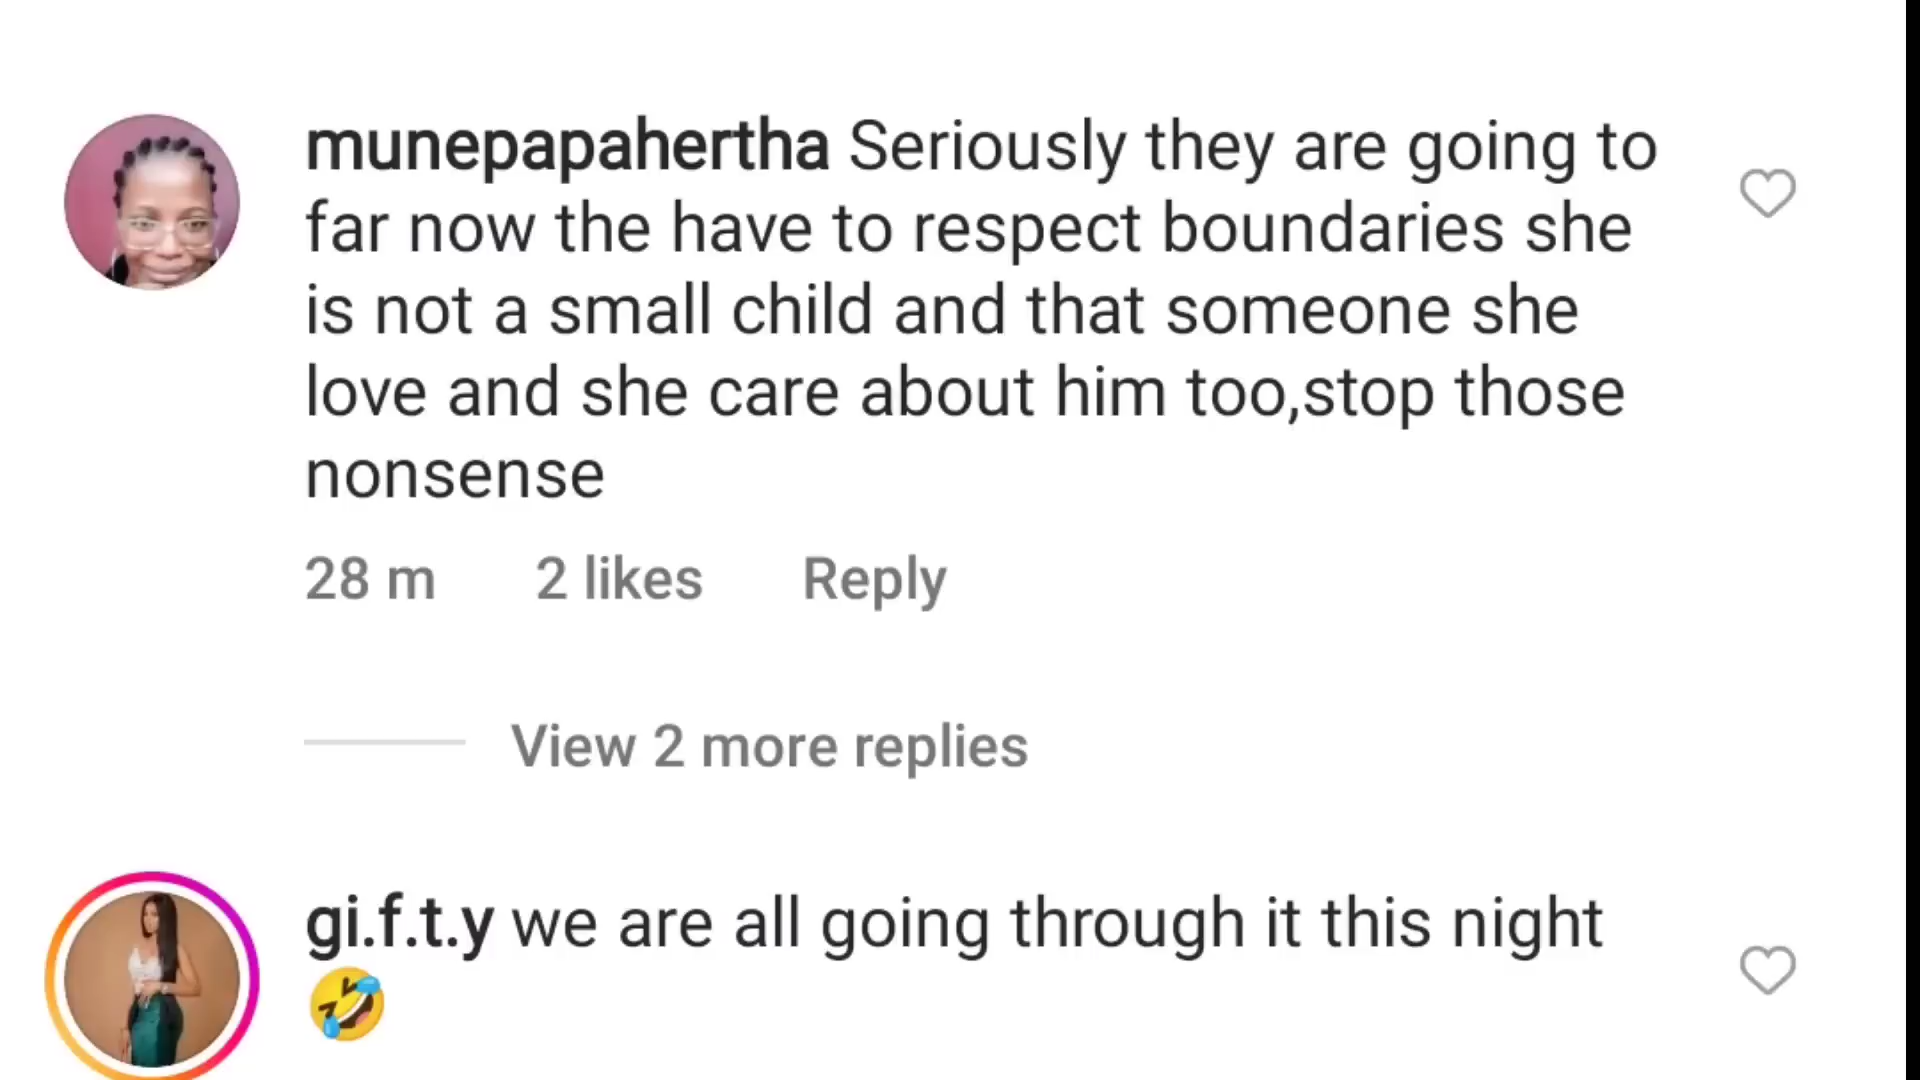 munepapahertha Seriously they are going to
far now the have to respect boundaries she
is not a small child and that someone she
love and she care about him too,stop those
nonsense
28 m 2 likes Reply
View 2 more replies
gi.f.t.y we are all going through it this night
🤣